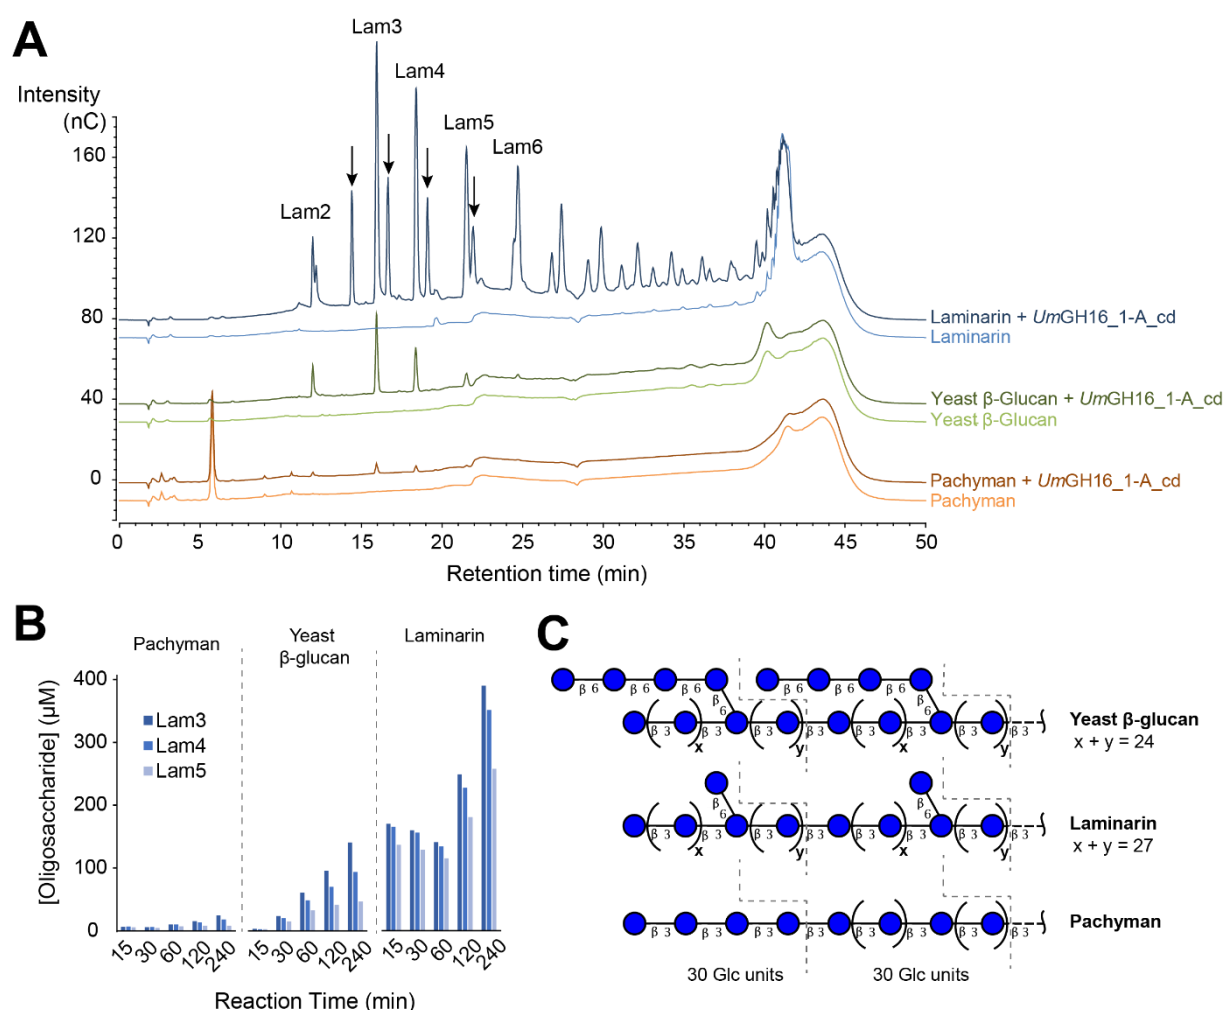 A
Intensity
(nC)
160
120
80
40
0
Lam2
Lam3
Lam4
Lam5
Lam6
Laminarin + UmGH16_1-A_cd
Laminarin
Yeast β-Glucan + UmGH16_1-A_cd
Yeast β-Glucan
Pachyman + UmGH16_1-A_cd
Pachyman
0 5 10 15 20 25 30 35 40 45 50
Retention time (min)
B
Pachyman
Yeast
β-glucan
Laminarin
[Oligosaccharide] (µM)
400
300
200
100
0
Lam3
Lam4
Lam5
15 30 60 120 240 15 30 60 120 240 15 30 60 120 240
Reaction Time (min)
C
β 6 β 6 β 6 β 6 β 6 β 6
β 6 β 6
β 3 β 3 β 3 β 3 β 3 β 3 β 3 β 3
x y x y
Yeast β-glucan
x + y = 24
β 6 β 6
β 3 β 3 β 3 β 3 β 3 β 3 β 3 β 3
x y x y
Laminarin
x + y = 27
β 3 β 3 β 3 β 3 β 3 β 3 β 3 β 3
Pachyman
30 Glc units 30 Glc units